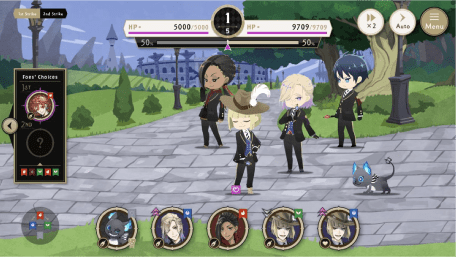 1st Strike 2nd Strike
HP 5000/5000
1
5
HP 9709/9709
50% 50%
×2
Auto
Menu
Foes' Choices
1ST
2ND
?